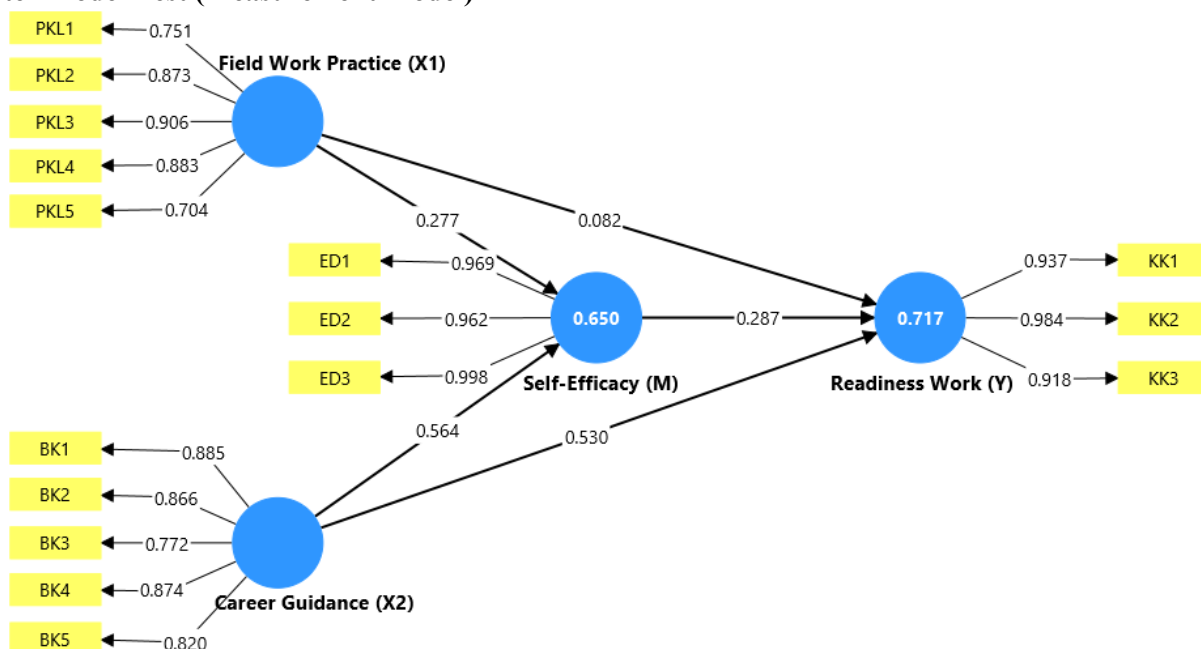 PKL1
0.751
Field Work Practice (X1)
PKL2
0.873
PKL3
0.906
PKL4
0.883
PKL5
0.704
0.277
0.082
ED1
0.969
0.937
KK1
ED2
0.962
0.650
0.287
0.717
0.984
KK2
ED3
0.998
Self-Efficacy (M)
Readiness Work (Y)
0.918
KK3
0.564
0.530
BK1
0.885
BK2
0.866
BK3
0.772
BK4
0.874
Career Guidance (X2)
BK5
0.820